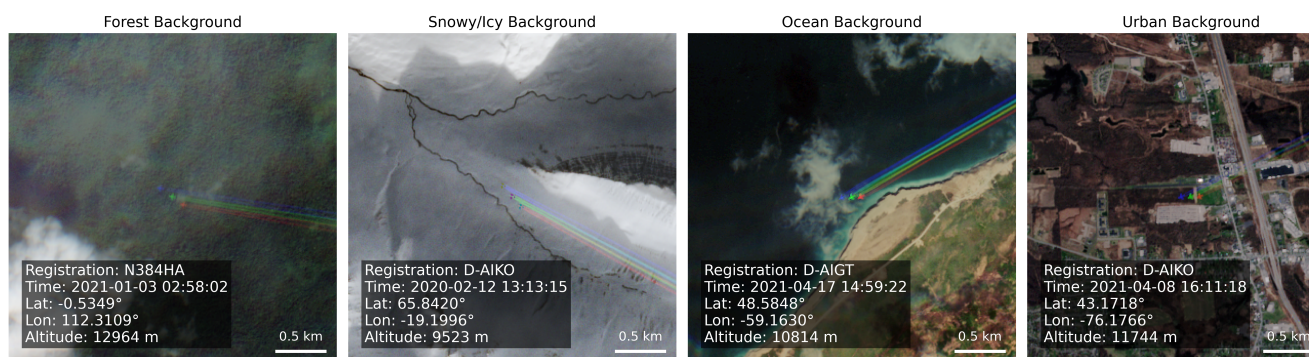 Forest Background
Registration: N384HA
Time: 2021-01-03 02:58:02
Lat: -0.5349°
Lon: 112.3109°
Altitude: 12964 m
0.5 km
Snowy/Icy Background
Registration: D-AIKO
Time: 2020-02-12 13:13:15
Lat: 65.8420°
Lon: -19.1996°
Altitude: 9523 m
0.5 km
Ocean Background
Registration: D-AIGT
Time: 2021-04-17 14:59:22
Lat: 48.5848°
Lon: -59.1630°
Altitude: 10814 m
0.5 km
Urban Background
Registration: D-AIKO
Time: 2021-04-08 16:11:18
Lat: 43.1718°
Lon: -76.1766°
Altitude: 11744 m
0.5 km